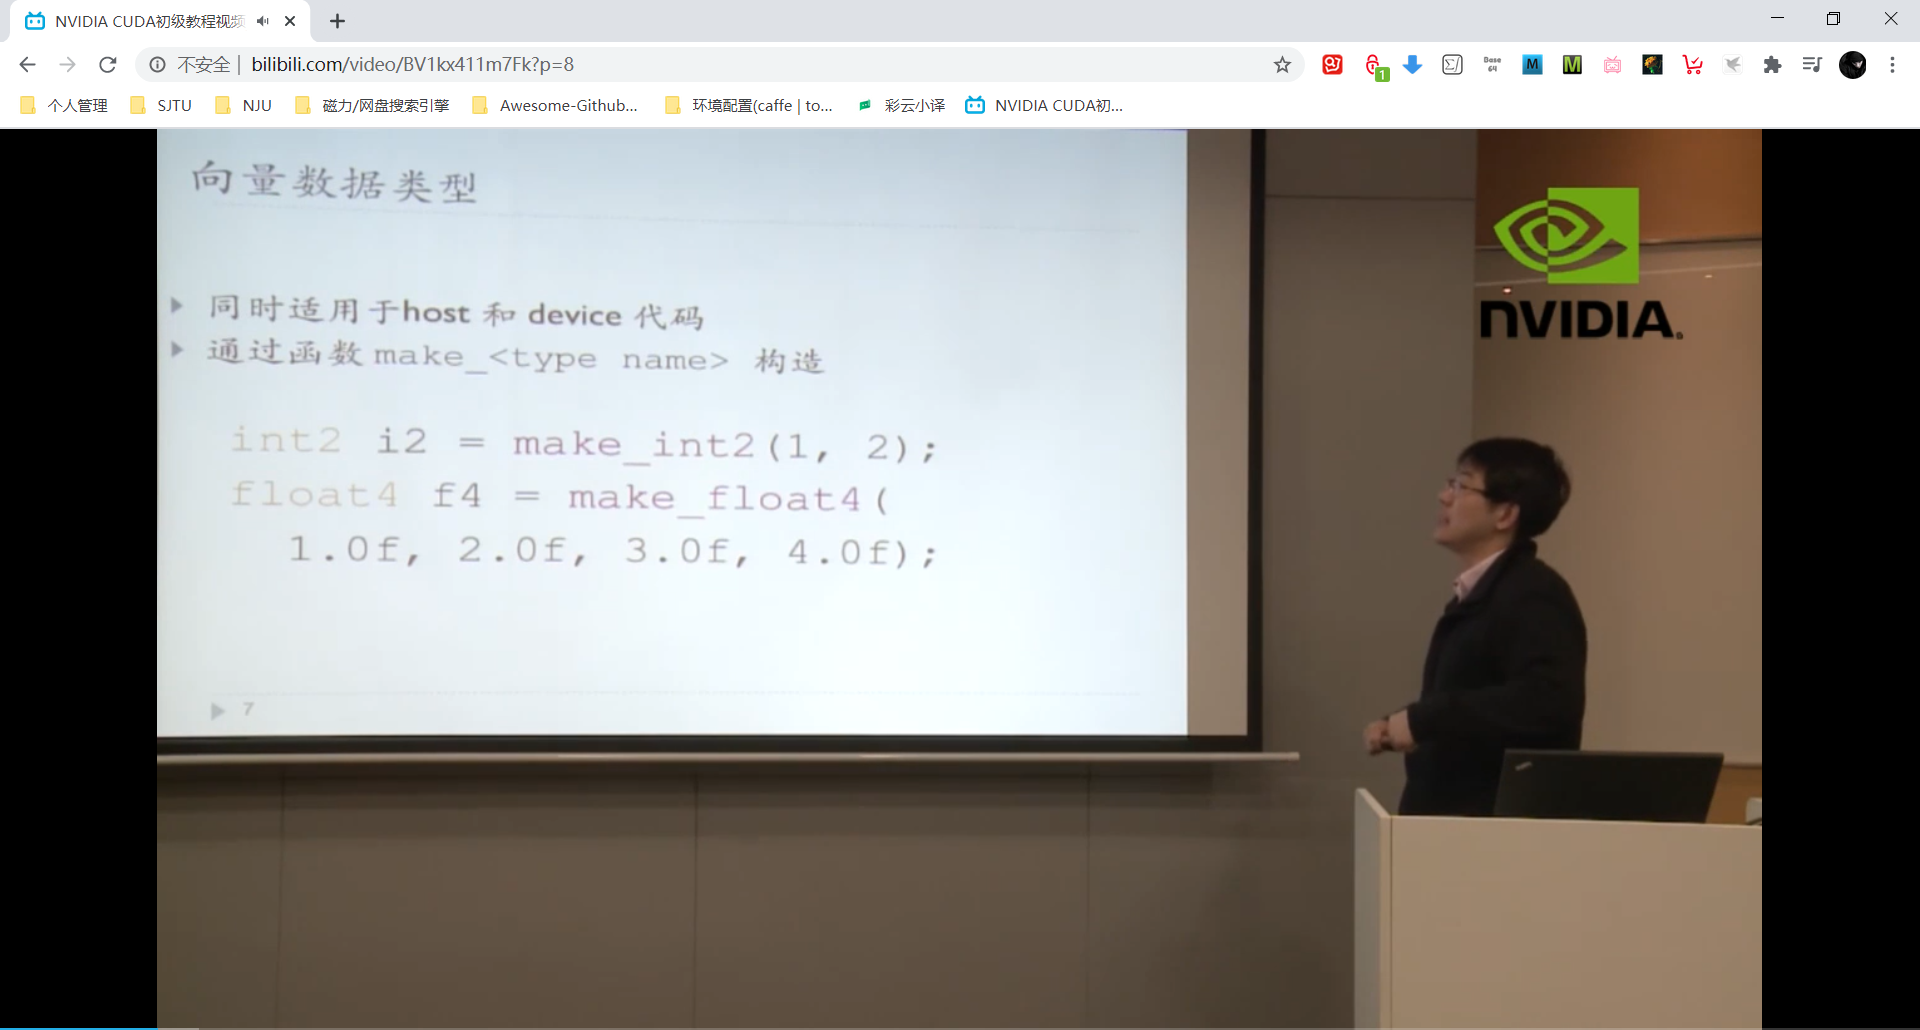 NVIDIA CUDA初级教程视频
不安全 | bilibili.com/video/BV1kx411m7Fk?p=8
1
Base 64
M
M
个人管理 SJTU NJU 磁力/网盘搜索引擎 Awesome-Github... 环境配置(caffe | to... 彩云小译 NVIDIA CUDA初...
向量数据类型
同时适用于host 和 device 代码
通过函数 make_<type name> 构造
int2 i2 = make_int2(1, 2);
float4 f4 = make_float4(
1.0f, 2.0f, 3.0f, 4.0f);
7
NVIDIA.